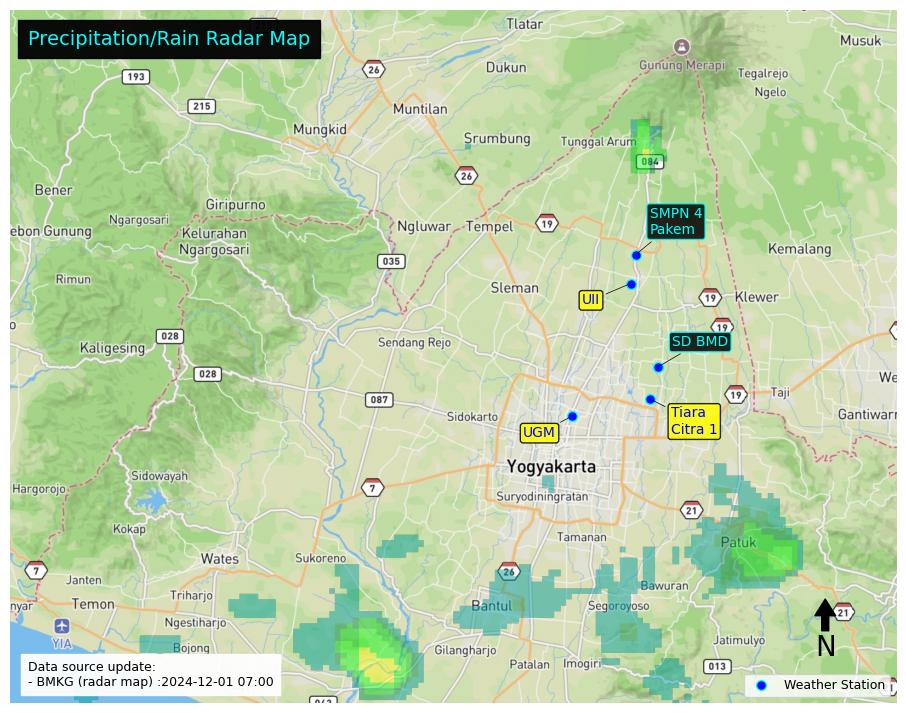 Precipitation/Rain Radar Map
Tlatar
Musuk
26
Gunung Merapi
Dukun
Tegalrejo
193
Ngelo
215
Muntilan
Mungkid
Srumbung
Tunggal Arum
084
26
Bener
Giripurno
SMPN 4
Pakem
Ngargosari
Ngluwar
Tempel
19
ebon Gunung
Kelurahan
Ngargosari
Kemalang
035
Rimun
Sleman
UII
19
Klewer
19
028
SD BMD
Kaligesing
Sendang Rejo
028
We
087
19
Taji
Sidokarto
Tiara
Citra 1
Gantiwarn
UGM
Yogyakarta
Sidowayah
Hargorojo
7
Suryodiningratan
21
Kokap
Tamanan
Patuk
Wates
Sukoreno
7
26
Janten
Bawuran
Triharjo
nyar
Temon
Bantul
Segoroyoso
21
Ngestiharjo
YIA
N
Bojong
Gilangharjo
Jatimulyo
Patalan
Imogiri
013
Data source update:
- BMKG (radar map) :2024-12-01 07:00
Weather Station